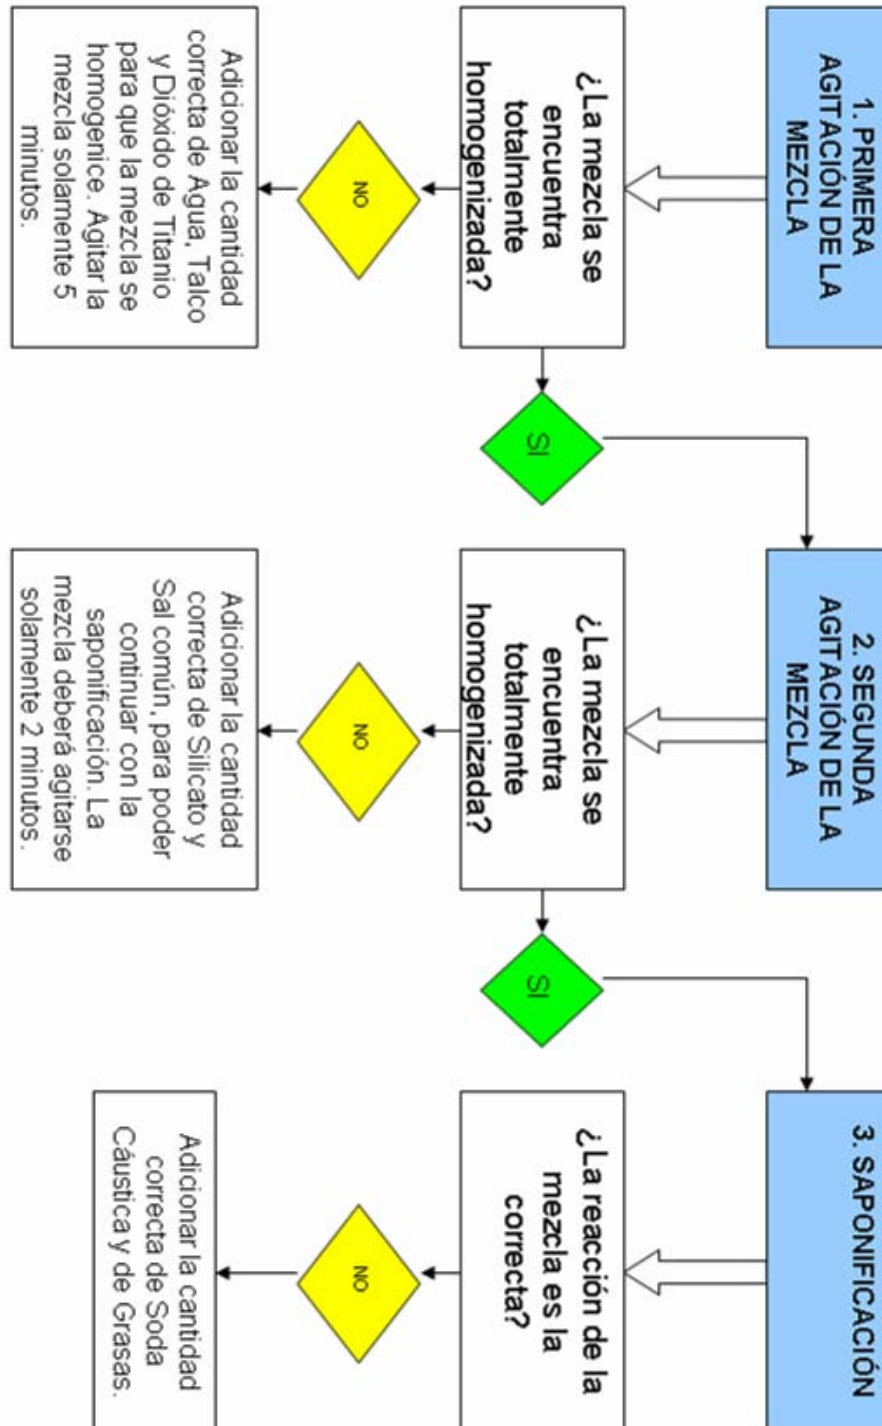 1. PRIMERA
AGITACIÓN DE LA
MEZCLA
¿La mezcla se
encuentra
totalmente
homogenizada?
NO
Adicionar la cantidad
correcta de Agua, Talco
y Dióxido de Titanio
para que la mezcla se
homogenice. Agitar la
mezcla solamente 5
minutos.
SI
2. SEGUNDA
AGITACIÓN DE LA
MEZCLA
¿La mezcla se
encuentra
totalmente
homogenizada?
NO
Adicionar la cantidad
correcta de Silicato y
Sal común, para poder
continuar con la
saponificación. La
mezcla deberá agitarse
solamente 2 minutos.
SI
3. SAPONIFICACIÓN
¿La reacción de la
mezcla es la
correcta?
NO
Adicionar la cantidad
correcta de Soda
Cáustica y de Grasas.